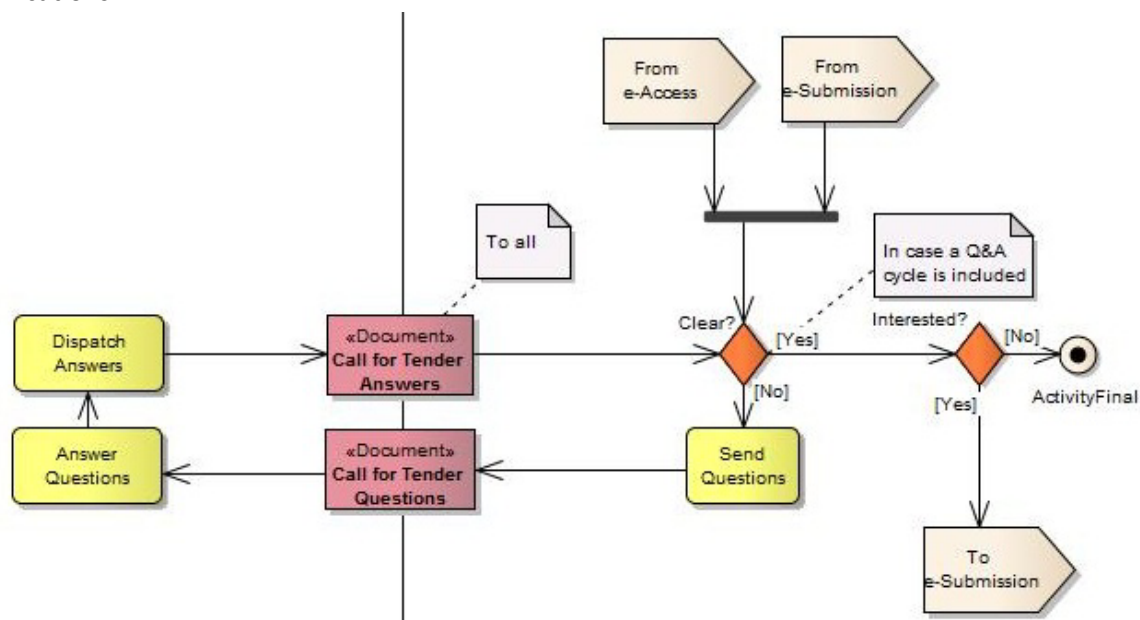 From
e-Access
From
e-Submission
To all
In case a Q&A
cycle is included
Clear?
Interested?
[Yes]
[No]
Dispatch
Answers
«Document»
Call for Tender
Answers
[No]
[Yes]
ActivityFinal
Answer
Questions
«Document»
Call for Tender
Questions
Send
Questions
To
e-Submission